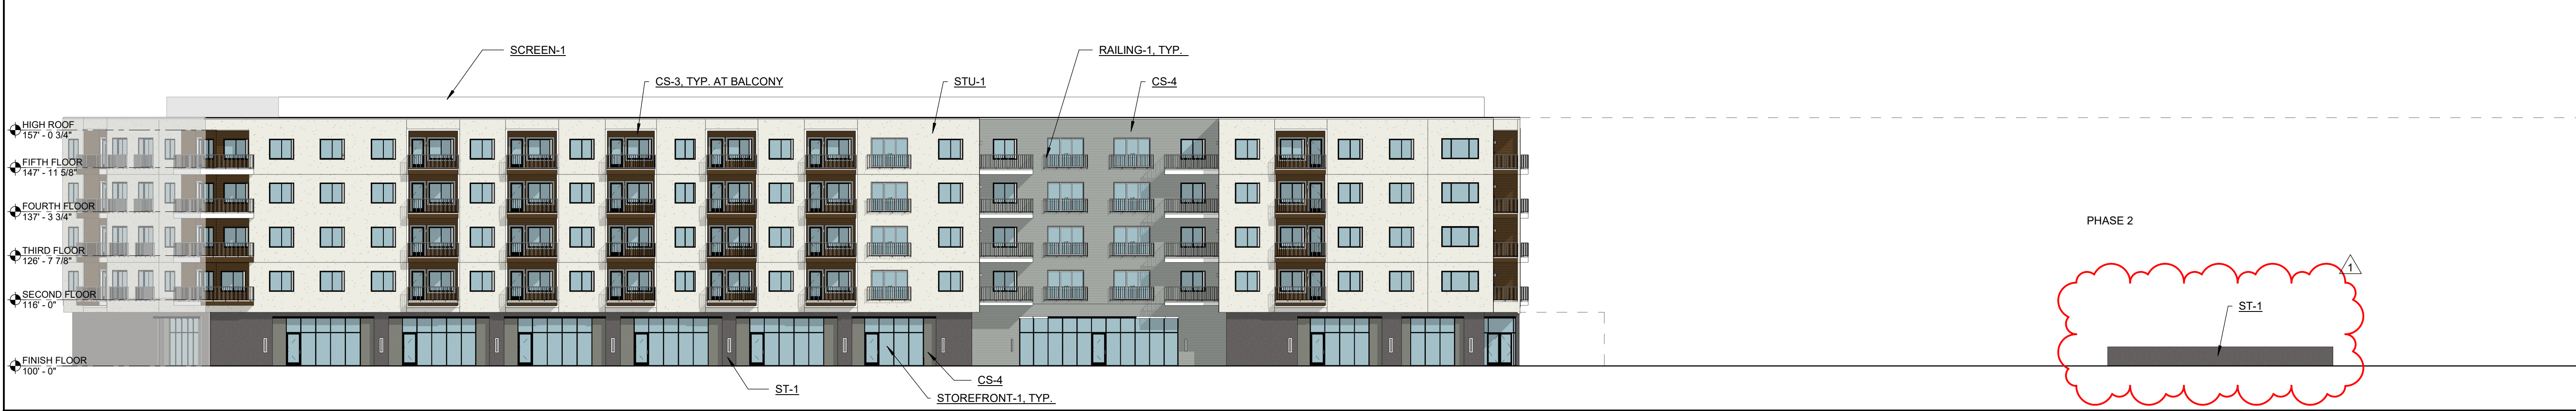 SCREEN-1
RAILING-1, TYP.
CS-3, TYP. AT BALCONY
STU-1
CS-4
HIGH ROOF
157' - 0 3/4"
FIFTH FLOOR
147' - 11 5/8"
FOURTH FLOOR
137' - 3 3/4"
PHASE 2
THIRD FLOOR
126' - 7 7/8"
1
SECOND FLOOR
116' - 0"
ST-1
FINISH FLOOR
100' - 0"
CS-4
ST-1
STOREFRONT-1, TYP.